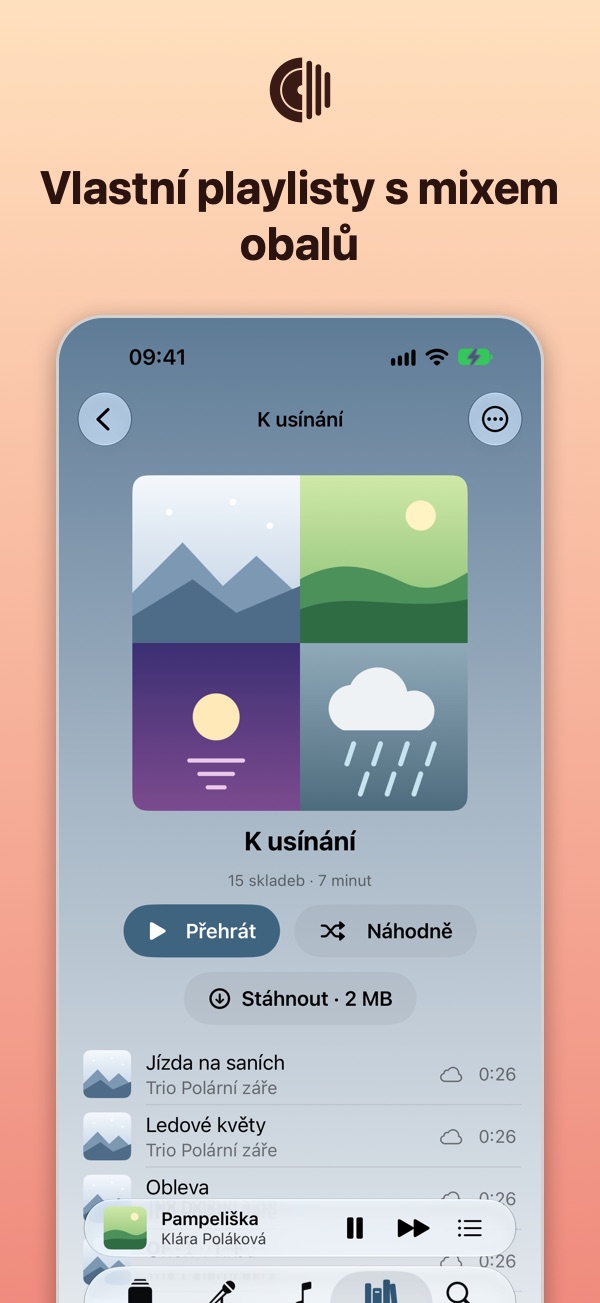 Vlastní playlisty s mixem
obalů
09:41
K usínání
K usínání
15 skladeb · 7 minut
Přehrát
Náhodně
Stáhnout · 2 MB
Jízda na saních
Trio Polární záře
0:26
Ledové květy
Trio Polární záře
0:26
Obleva
0:26
Pampeliška
Klára Poláková
0:26